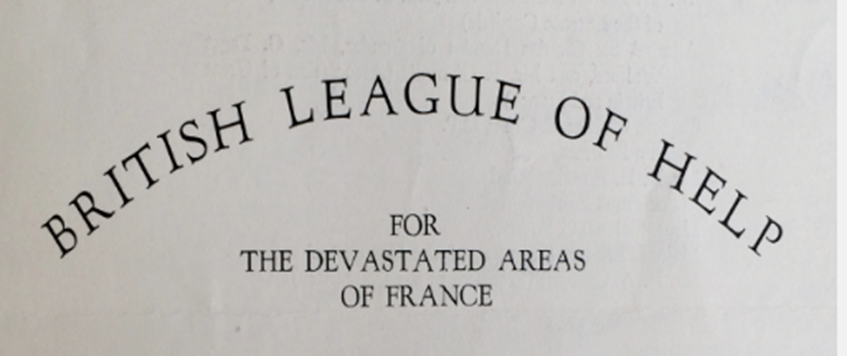 BRITISH LEAGUE OF HELP
FOR
THE DEVASTATED AREAS
OF FRANCE